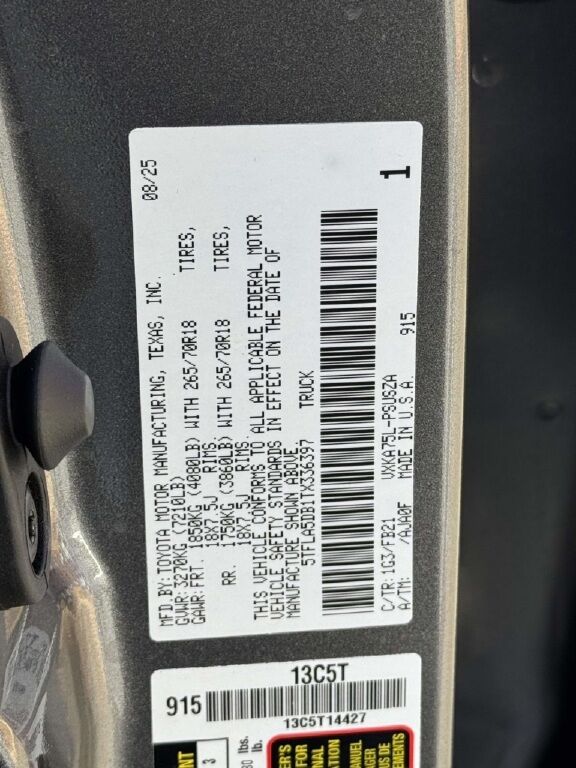 MFD.BY:TOYOTA MOTOR MANUFACTURING, TEXAS, INC. 08/25
GVWR:3270KG (7210LB)
GAWR:FRT. 1850KG (4080LB) WITH 265/70R18 TIRES,
18X7.5J RIMS.
RR. 1750KG (3860LB) WITH 265/70R18 TIRES,
18X7.5J RIMS.
THIS VEHICLE CONFORMS TO ALL APPLICABLE FEDERAL MOTOR
VEHICLE SAFETY STANDARDS IN EFFECT ON THE DATE OF
MANUFACTURE SHOWN ABOVE
5TFLA5DB1TX336397 TRUCK
C/TR:1G3/FB21 VXKA75L-PSUSZA 915
A/TM: /AJA0F MADE IN U.S.A.
1
13C5T
915
13C5T14427
lbs.
lb.
3